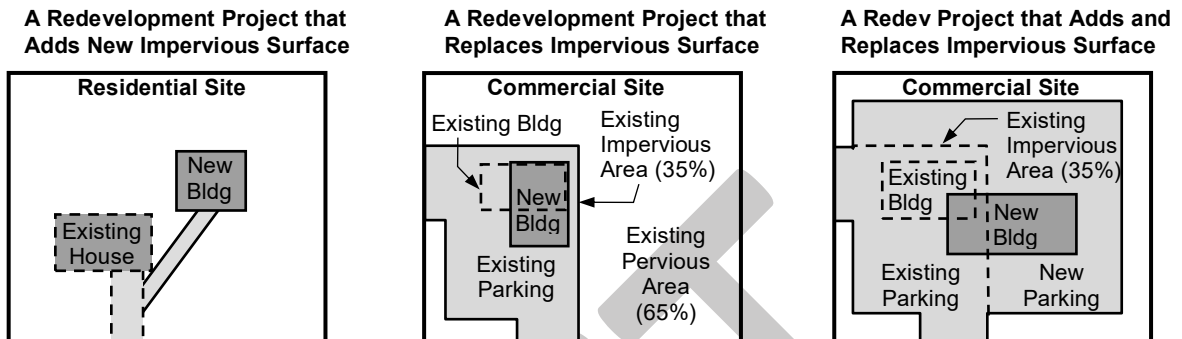 A Redevelopment Project that
Adds New Impervious Surface
Residential Site
New
Bldg
Existing
House
A Redevelopment Project that
Replaces Impervious Surface
Commercial Site
Existing Bldg
Existing
Impervious
Area (35%)
New
Bldg
Existing
Parking
Existing
Pervious
Area
(65%)
A Redev Project that Adds and
Replaces Impervious Surface
Commercial Site
Existing
Impervious
Area (35%)
Existing
Bldg
New
Bldg
Existing
Parking
New
Parking